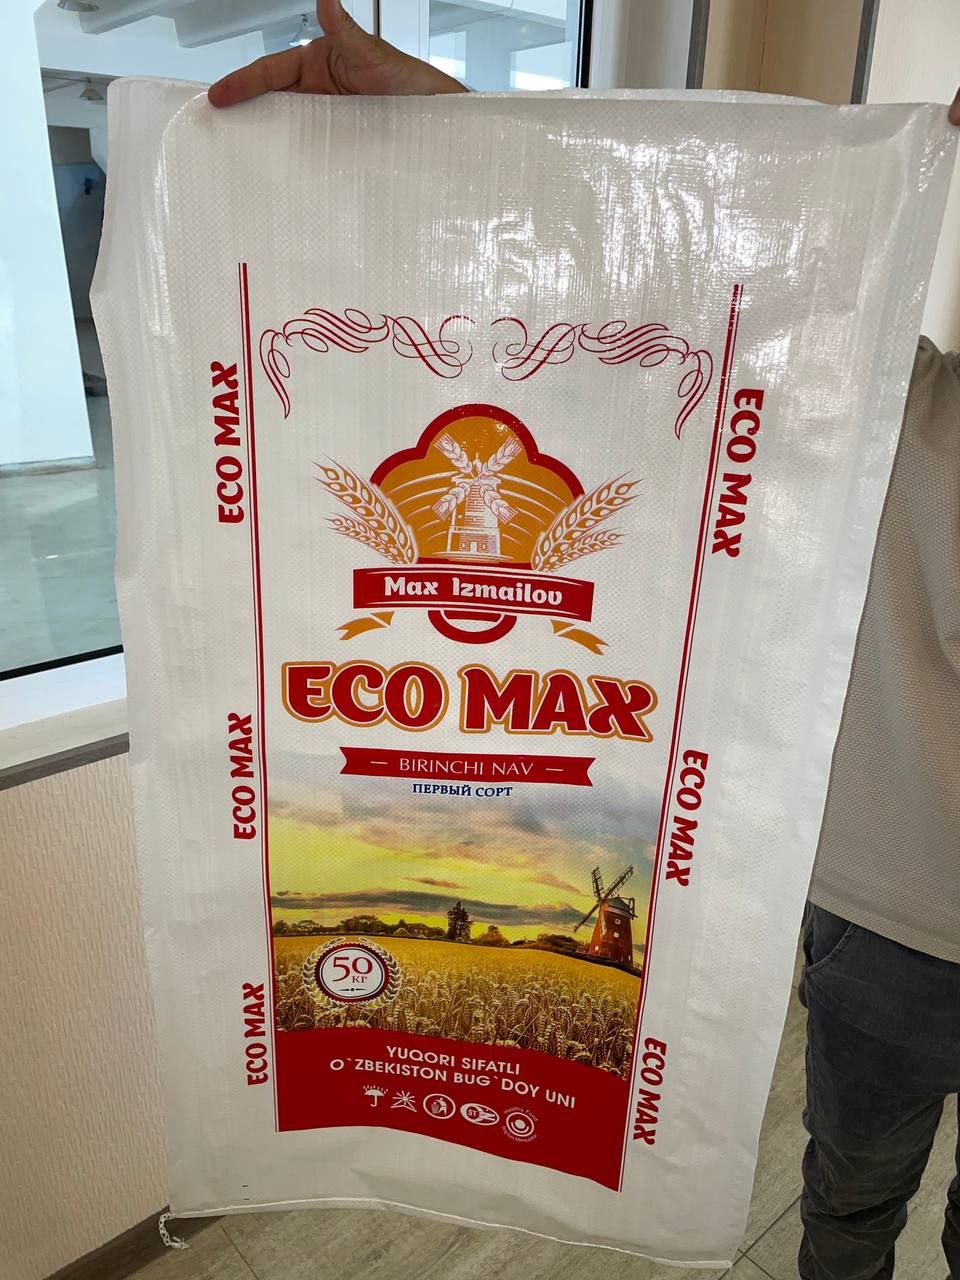 Max Izmailov
ECO MAX
— BIRINCHI NAV —
ПЕРВЫЙ СОРТ
50
КГ
YUQORI SIFATLI
O`ZBEKISTON BUG`DOY UNI
ST
ECO MAX
ECO MAX
ECO MAX
ECO MAX
ECO MAX
ECO MAX